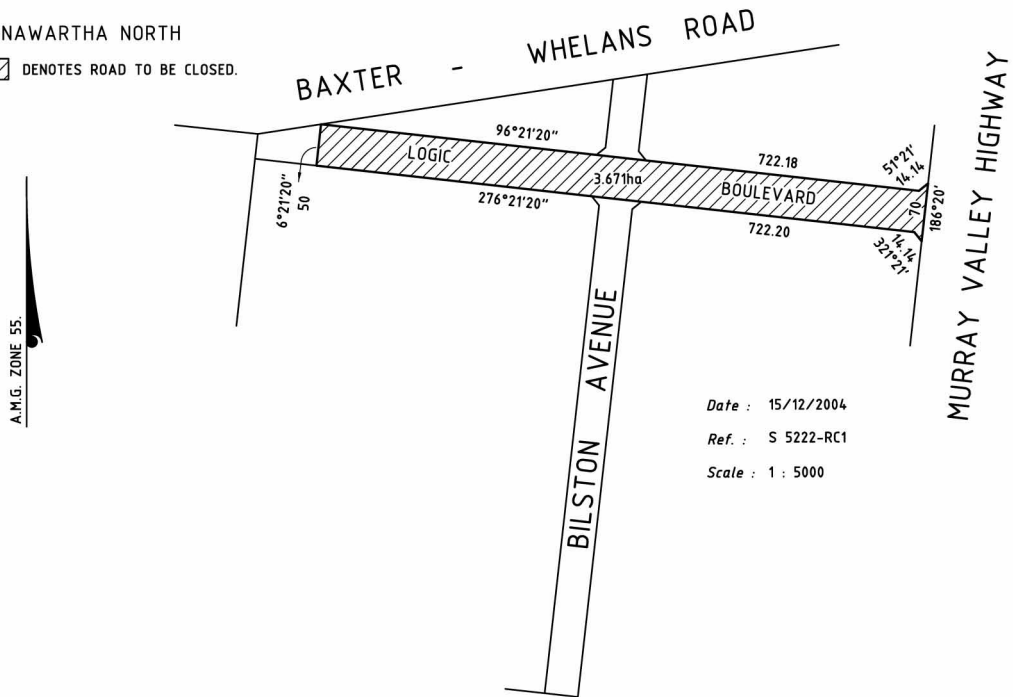 NAWARTHA NORTH
DENOTES ROAD TO BE CLOSED.
BAXTER - WHELANS ROAD
96°21'20"
722.18
51°21'
14.14
LOGIC
3.671ha
BOULEVARD
70
186°20'
6°21'20"
50
276°21'20"
722.20
14.14
321°21'
MURRAY VALLEY HIGHWAY
BILSTON AVENUE
A.M.G. ZONE 55.
Date : 15/12/2004
Ref. : S 5222-RC1
Scale : 1 : 5000